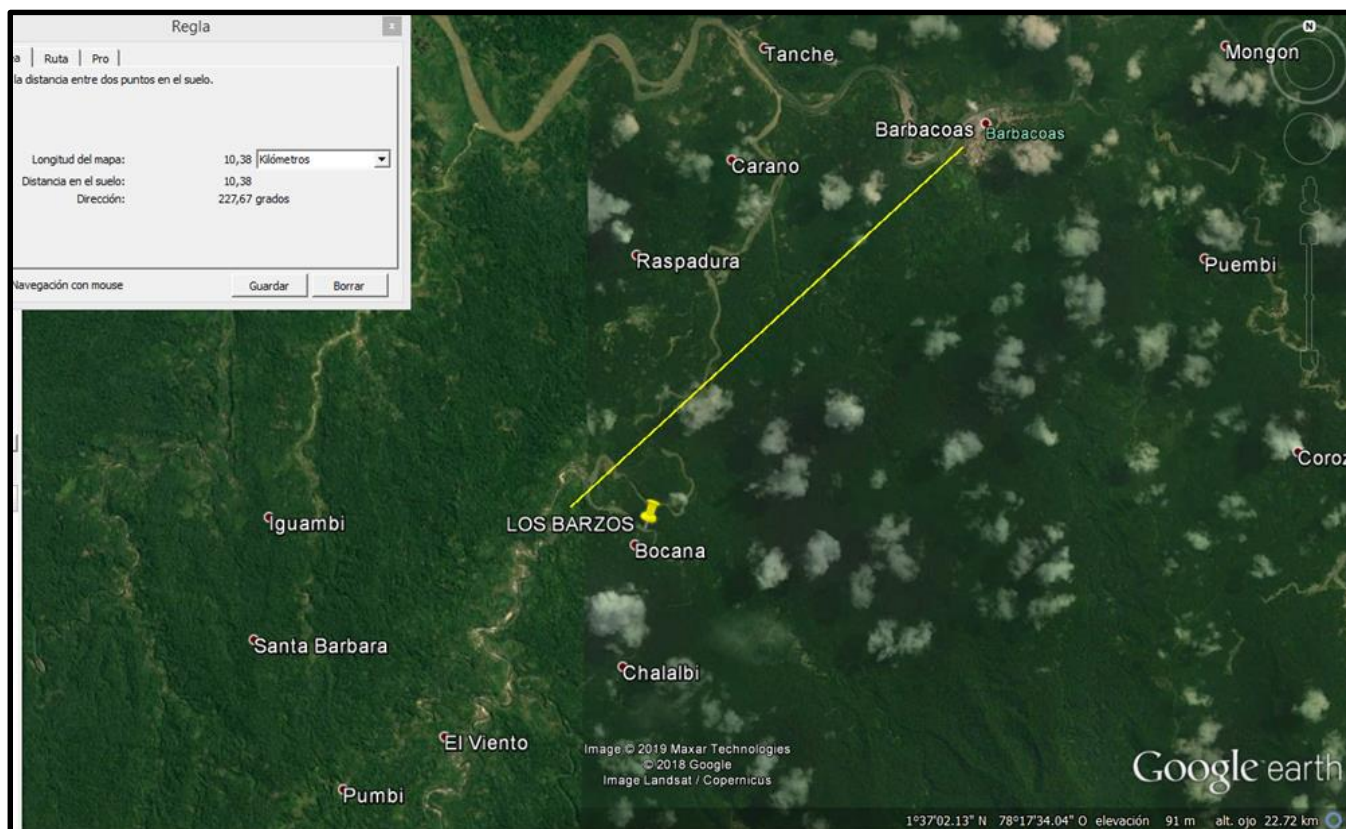 Regla
x
Ruta
Pro
la distancia entre dos puntos en el suelo.
Longitud del mapa: 10,38 Kilómetros
Distancia en el suelo: 10,38
Dirección: 227,67 grados
Navegación con mouse
Guardar
Borrar
N
Tanche
Mongon
Barbacoas
Barbacoas
Carano
Raspadura
Puembi
Iguambi
LOS BARZOS
Bocana
Santa Barbara
Chalalbi
El Viento
Pumbi
Image © 2019 Maxar Technologies
© 2018 Google
Image Landsat / Copernicus
Google earth
1°37'02.13" N 78°17'34.04" O elevación 91 m alt. ojo 22.72 km